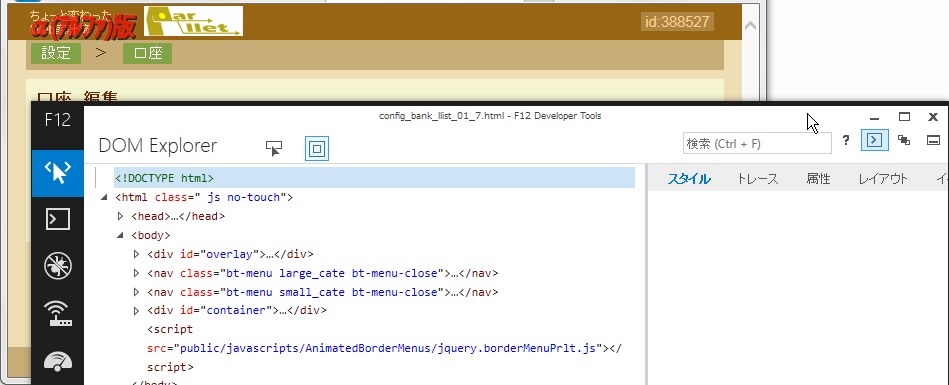 ちょっと変わった
α(アルファ)版
Par
llet
id:388527
設定 > 口座
口座 編集
F12
config_bank_llist_01_7.html - F12 Developer Tools
DOM Explorer
検索 (Ctrl + F)
?
<!DOCTYPE html>
<html class=" js no-touch">
<head>…</head>
<body>
<div id="overlay">…</div>
<nav class="bt-menu large_cate bt-menu-close">…</nav>
<nav class="bt-menu small_cate bt-menu-close">…</nav>
<div id="container">…</div>
<script
src="public/javascripts/AnimatedBorderMenus/jquery.borderMenuPrlt.js"></
script>
</body>
スタイル トレース 属性 レイアウト イ